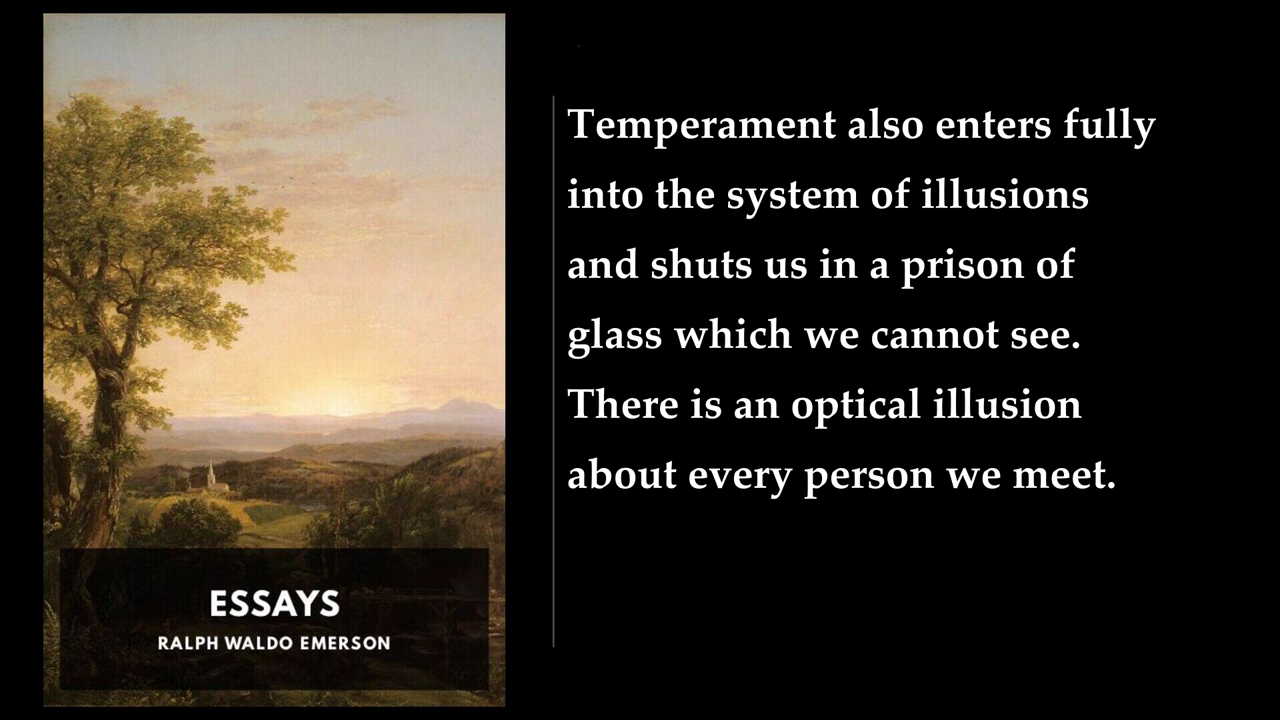 Temperament also enters fully
into the system of illusions
and shuts us in a prison of
glass which we cannot see.
There is an optical illusion
about every person we meet.
ESSAYS
RALPH WALDO EMERSON